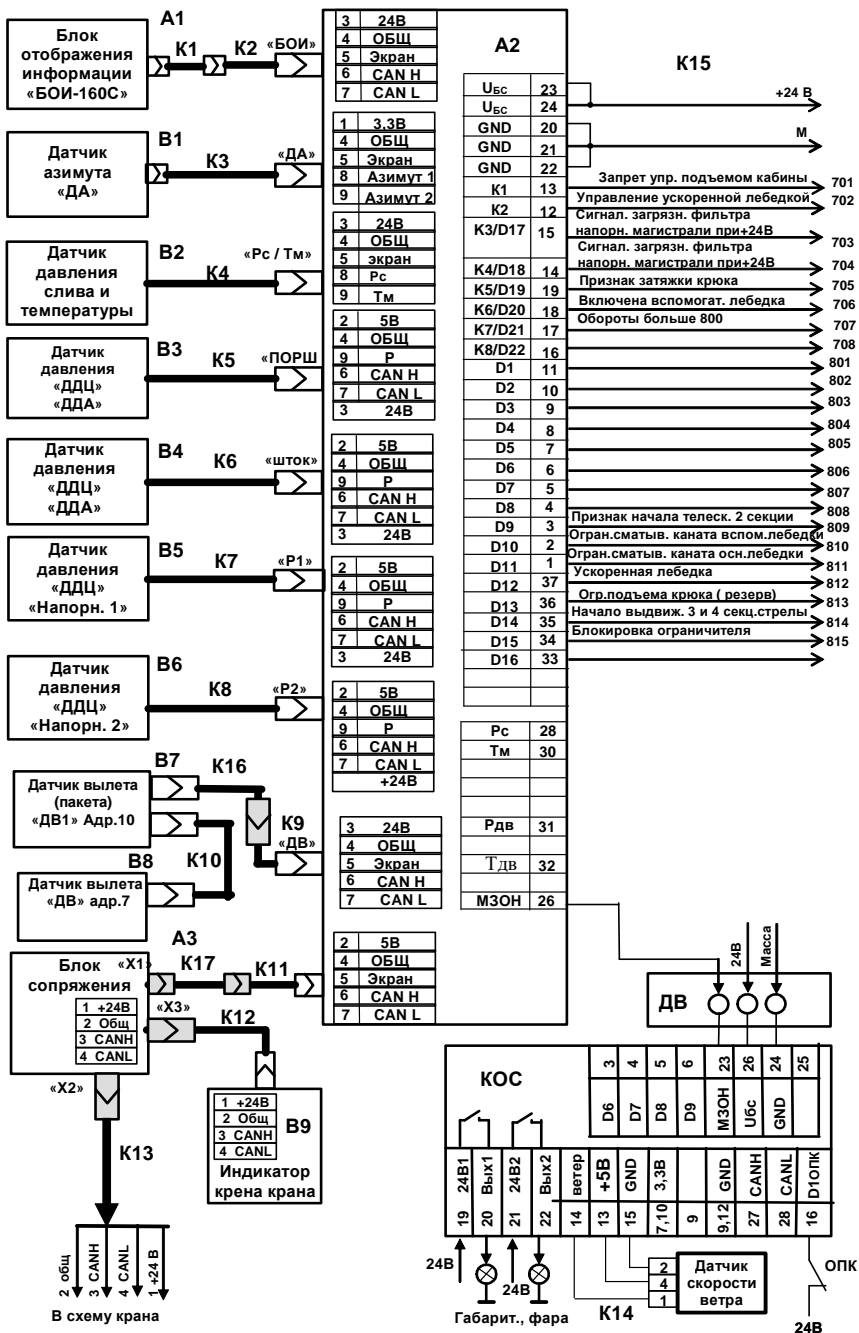 А1
Блок
отображения
информации
«БОИ-160С»
К1
К2
«БОИ»
3 24В
4 ОБЩ
5 Экран
6 CAN H
7 CAN L
В1
Датчик
азимута
«ДА»
К3
«ДА»
1 3,3В
4 ОБЩ
5 Экран
8 Азимут 1
9 Азимут 2
В2
Датчик
давления
слива и
температуры
К4
«Рс / Тм»
3 24В
4 ОБЩ
5 экран
8 Рс
9 Тм
В3
Датчик
давления
«ДДЦ»
«ДДА»
К5
«ПОРШ
2 5В
4 ОБЩ
9 Р
6 CAN H
7 CAN L
3 24В
В4
Датчик
давления
«ДДЦ»
«ДДА»
К6
«шток»
2 5В
4 ОБЩ
9 Р
6 CAN H
7 CAN L
3 24В
В5
Датчик
давления
«ДДЦ»
«Напорн. 1»
К7
«Р1»
2 5В
4 ОБЩ
9 Р
6 CAN H
7 CAN L
3 24В
В6
Датчик
давления
«ДДЦ»
«Напорн. 2»
К8
«Р2»
2 5В
4 ОБЩ
9 Р
6 CAN H
7 CAN L
+24В
В7
Датчик вылета
(пакета)
«ДВ1» Адр.10
К16
К9
«ДВ»
К10
В8
Датчик вылета
«ДВ» адр.7
3 24В
4 ОБЩ
5 Экран
6 CAN H
7 CAN L
А3
Блок
сопряжения
«Х1»
К17
К11
2 5В
4 ОБЩ
5 Экран
6 CAN H
7 CAN L
1 +24В
2 Общ
3 CANH
4 CANL
«Х3»
К12
«Х2»
К13
1 +24В
2 Общ
3 CANH
4 CANL
В9
Индикатор
крена крана
2 общ
3 CANH
4 CANL
1 +24 В
В схему крана
А2
К15
UБС 23
UБС 24
+24 В
GND 20
GND 21
М
GND 22
К1 13
Запрет упр. подъемом кабины
701
К2 12
Управление ускоренной лебедкой
702
К3/D17 15
Сигнал. загрязн. фильтра
напорн. магистрали при+24В
703
К4/D18 14
Сигнал. загрязн. фильтра
напорн. магистрали при+24В
704
К5/D19 19
Признак затяжки крюка
705
К6/D20 18
Включена вспомогат. лебедка
706
К7/D21 17
Обороты больше 800
707
К8/D22 16
708
D1 11
801
D2 10
802
D3 9
803
D4 8
804
D5 7
805
D6 6
806
D7 5
807
D8 4
808
D9 3
Признак начала телеск. 2 секции
809
D10 2
Огран.сматыв. каната вспом.лебедки
810
D11 1
Огран.сматыв. каната осн.лебедки
811
D12 37
Ускоренная лебедка
812
D13 36
Огр.подъема крюка ( резерв)
813
D14 35
Начало выдвиж. 3 и 4 секц.стрелы
814
D15 34
Блокировка ограничителя
815
D16 33
Рс 28
Тм 30
Рдв 31
Тдв 32
МЗОН 26
24В
Масса
ДВ
КОС
3 4 5 6 23 26 24 25
D6 D7 D8 D9 МЗОН Uбс GND
24В1 Вых1 24В2 Вых2 ветер +5В GND 3,3В GND CANH CANL D1ОПК
19 20 21 22 14 13 15 7,10 9 9,12 27 28 16
24В
24В
Габарит., фара
К14
2
4
1
Датчик
скорости
ветра
ОПК
24В